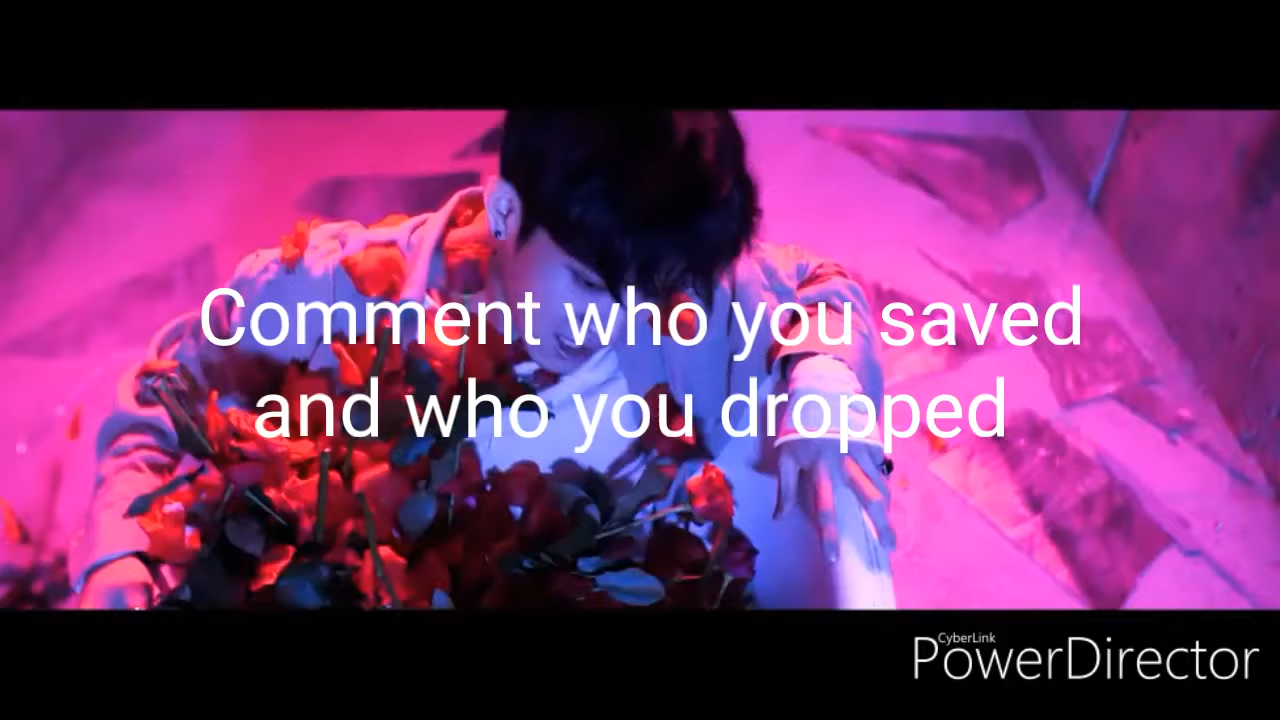 Comment who you saved
and who you dropped
CyberLink
PowerDirector